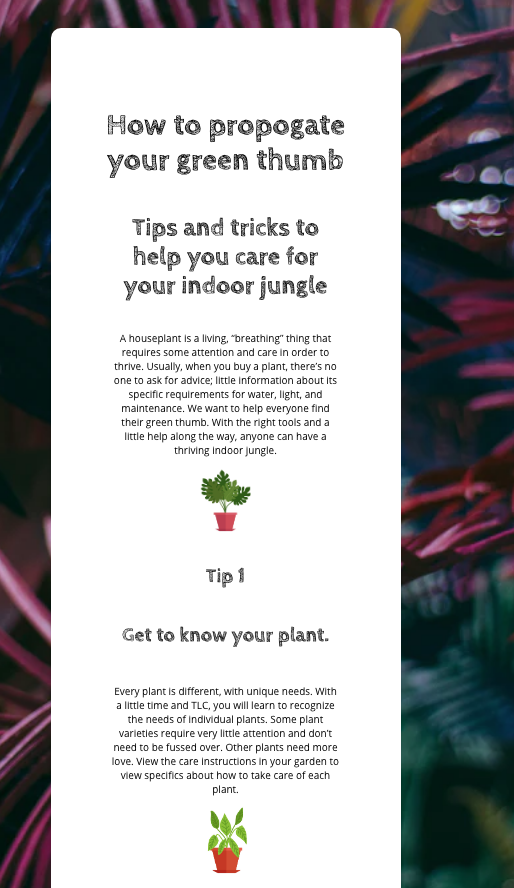 How to propogate
your green thumb
Tips and tricks to
help you care for
your indoor jungle
A houseplant is a living, “breathing” thing that
requires some attention and care in order to
thrive. Usually, when you buy a plant, there’s no
one to ask for advice; little information about its
specific requirements for water, light, and
maintenance. We want to help everyone find
their green thumb. With the right tools and a
little help along the way, anyone can have a
thriving indoor jungle.
Tip 1
Get to know your plant.
Every plant is different, with unique needs. With
a little time and TLC, you will learn to recognize
the needs of individual plants. Some plant
varieties require very little attention and don’t
need to be fussed over. Other plants need more
love. View the care instructions in your garden to
view specifics about how to take care of each
plant.